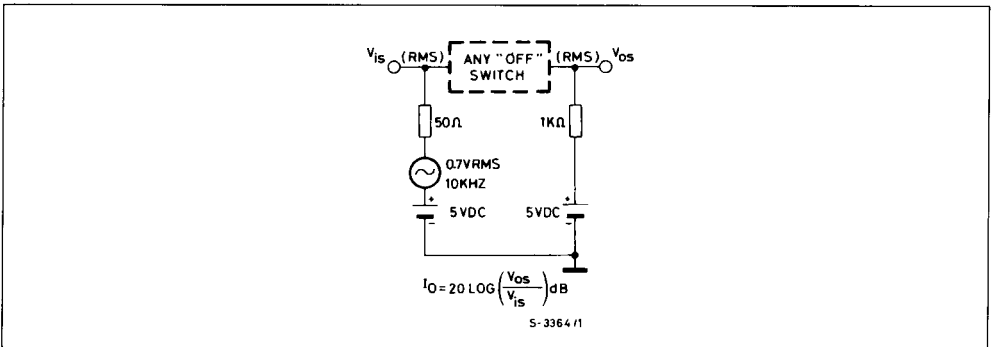 Vis (RMS) ANY "OFF" SWITCH (RMS) Vos
50Ω
1KΩ
0.7VRMS
10KHZ
+
5VDC
-
5VDC
+
-
IO = 20 LOG (Vos / Vis) dB
S-3364/1